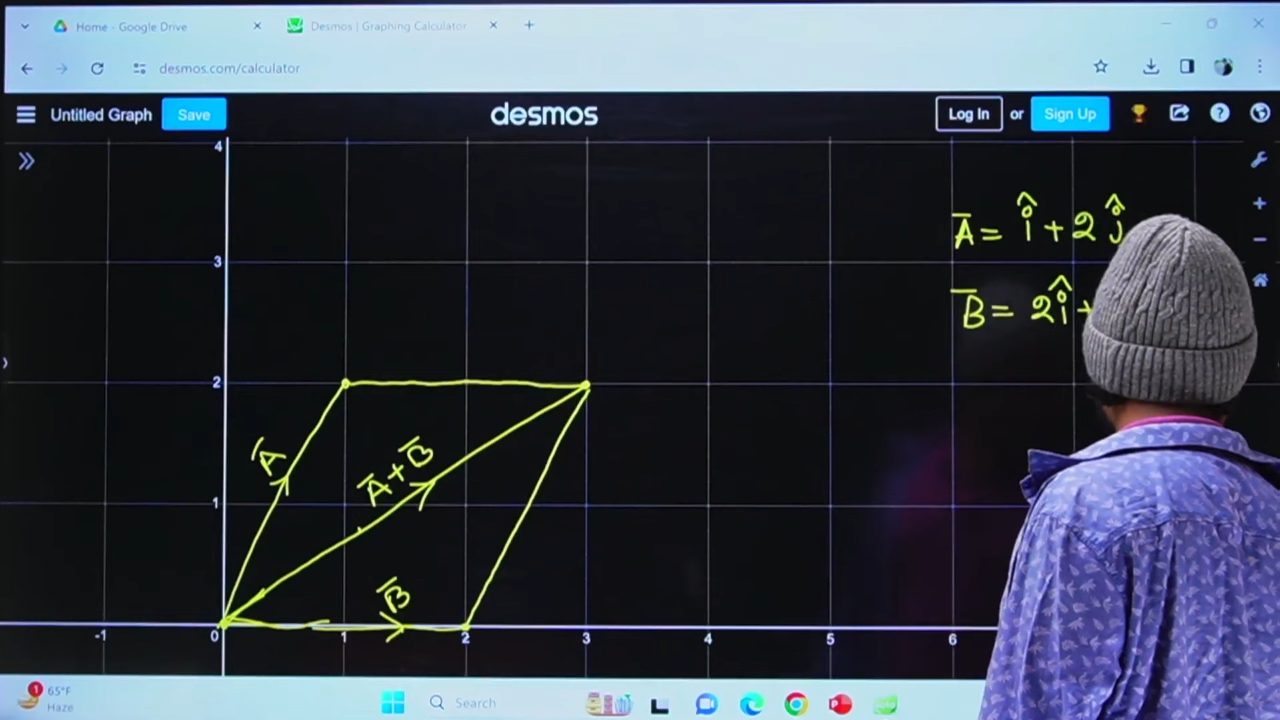 Home - Google Drive
Desmos | Graphing Calculator
desmos.com/calculator
Untitled Graph
Save
desmos
Log In or Sign Up
4
3
2
1
-1 0 1 2 3 4 5 6
A̅ = î + 2 ĵ
B̅ = 2î +
A̅
A̅+B̅
B̅
1
65°F
Haze
Search